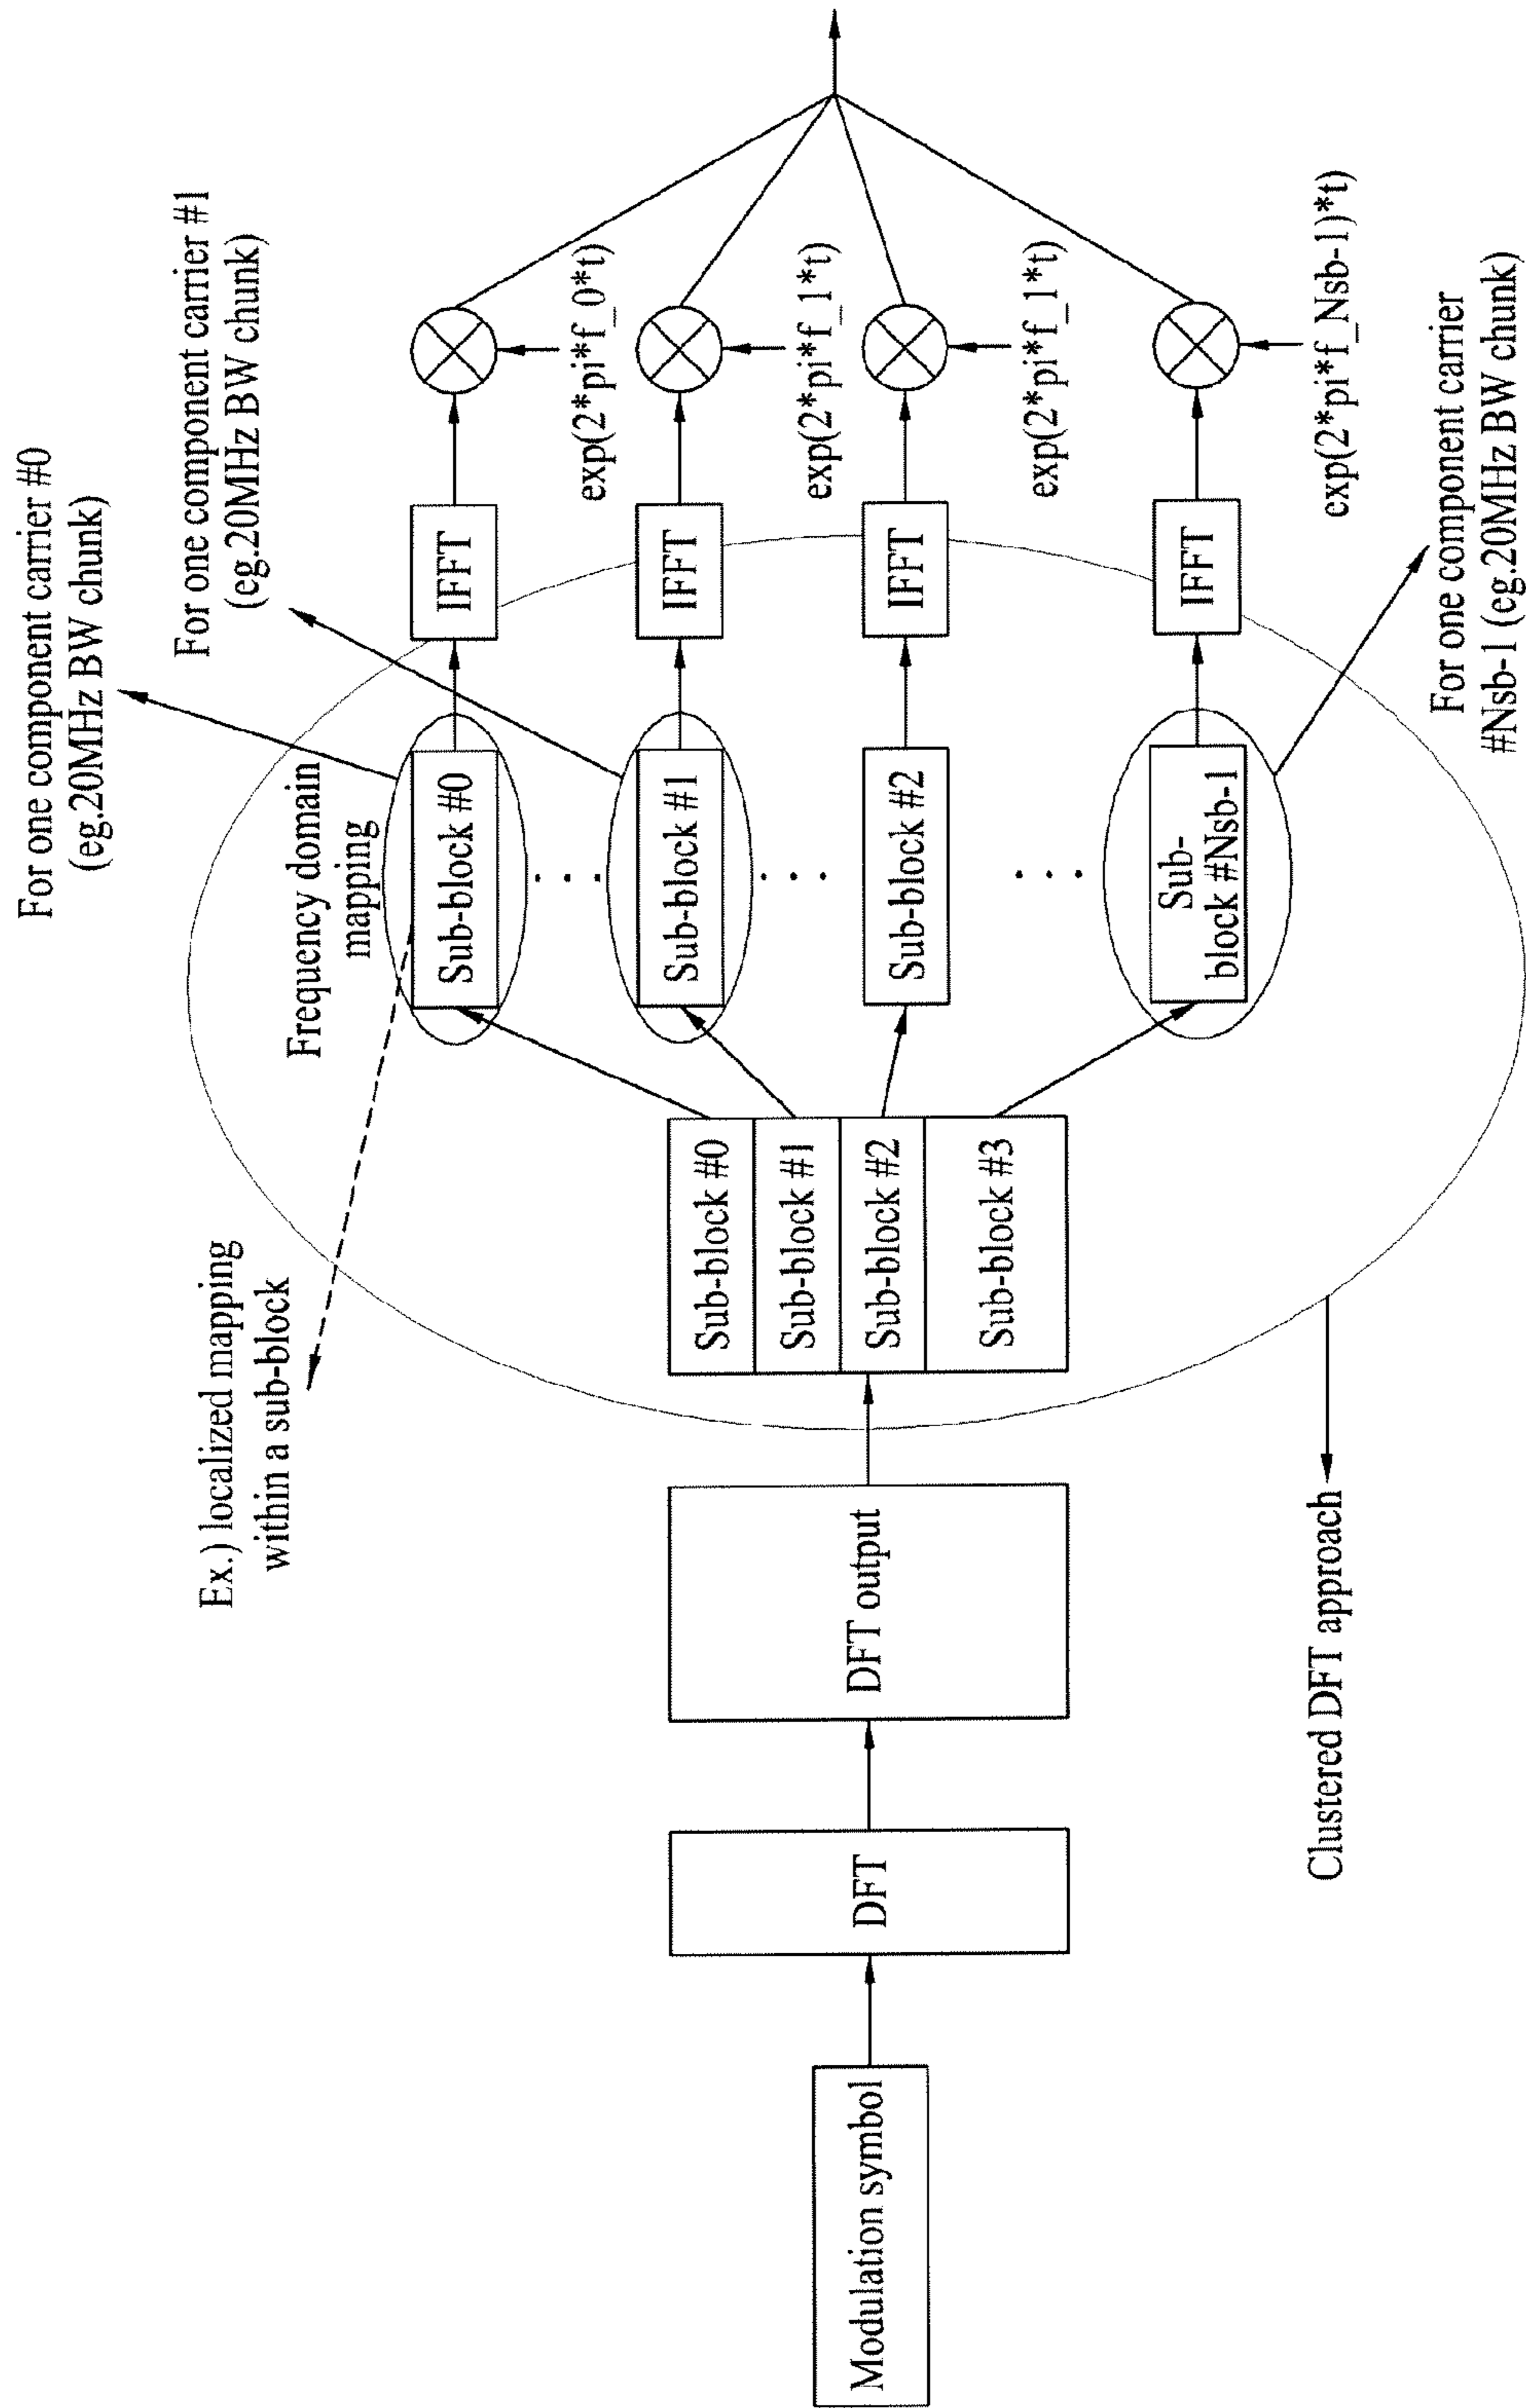 Modulation symbol
DFT
DFT output
Clustered DFT approach
Ex.) localized mapping
within a sub-block
Sub-block #0
Sub-block #1
Sub-block #2
Sub-block #3
Frequency domain
mapping
Sub-block #0
Sub-block #1
Sub-block #2
Sub-
block #Nsb-1
For one component carrier #0
(eg.20MHz BW chunk)
For one component carrier #1
(eg.20MHz BW chunk)
For one component carrier
#Nsb-1 (eg.20MHz BW chunk)
IFFT
IFFT
IFFT
IFFT
exp(2*pi*f_0*t)
exp(2*pi*f_1*t)
exp(2*pi*f_1*t)
exp(2*pi*f_Nsb-1)*t)